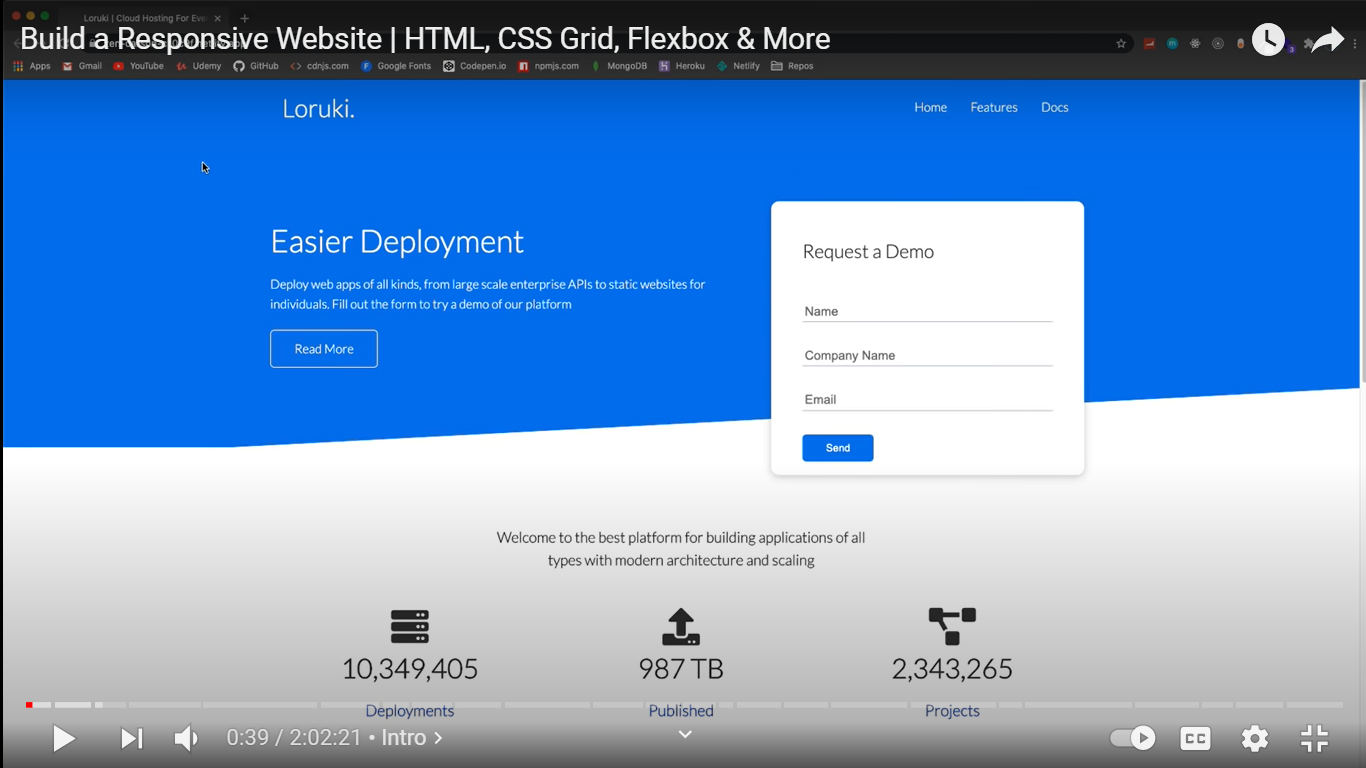 Loruki | Cloud Hosting For Eve
Build a Responsive Website | HTML, CSS Grid, Flexbox & More
Apps Gmail YouTube Udemy GitHub cdnjs.com Google Fonts Codepen.io npmjs.com MongoDB Heroku Netlify Repos
Loruki.
Home Features Docs
Easier Deployment
Deploy web apps of all kinds, from large scale enterprise APIs to static websites for
individuals. Fill out the form to try a demo of our platform
Read More
Request a Demo
Name
Company Name
Email
Send
Welcome to the best platform for building applications of all
types with modern architecture and scaling
10,349,405 987 TB 2,343,265
Deployments Published Projects
0:39 / 2:02:21 • Intro
CC